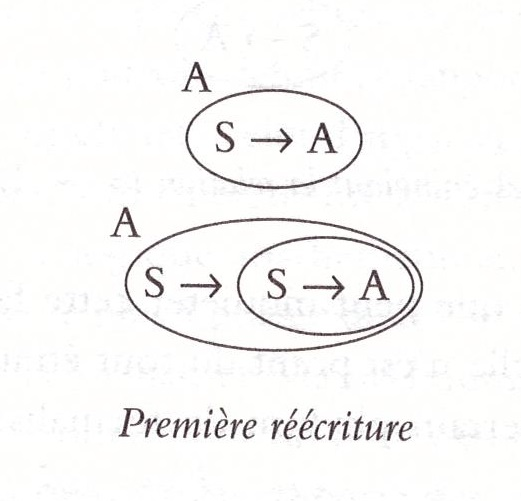 A
S → A
A
S → S → A
Première réécriture